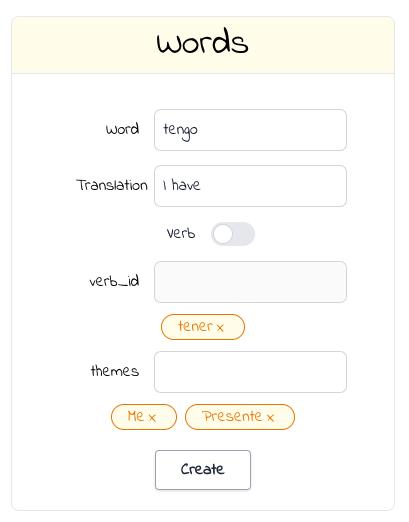 Words
Word tengo
Translation I have
Verb
verb_id
tener x
themes
Me x Presente x
Create